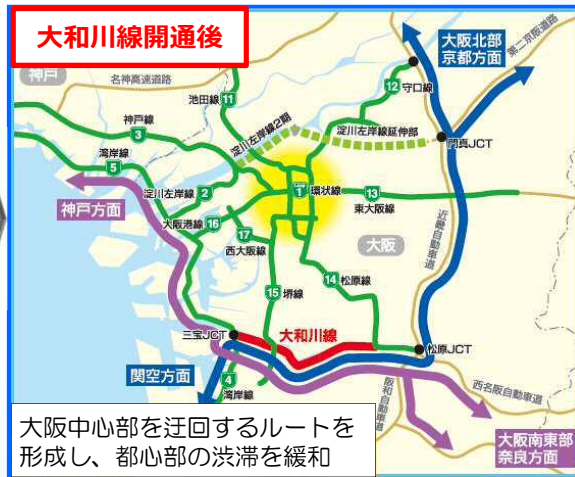 大和川線開通後
神戸
名神高速道路
池田線
11
大阪北部
京都方面
第二京阪道路
12
守口線
神戸線
3
湾岸線
5
淀川左岸線2期
淀川左岸線延伸部
門真JCT
淀川左岸線
2
1
環状線
13
東大阪線
神戸方面
大阪港線
16
17
西大阪線
大阪
近畿自動車道
14
松原線
15
堺線
三宝JCT
大和川線
松原JCT
関空方面
4
湾岸線
阪和自動車道
西名阪自動車道
大阪南東部
奈良方面
大阪中心部を迂回するルートを
形成し、都心部の渋滞を緩和